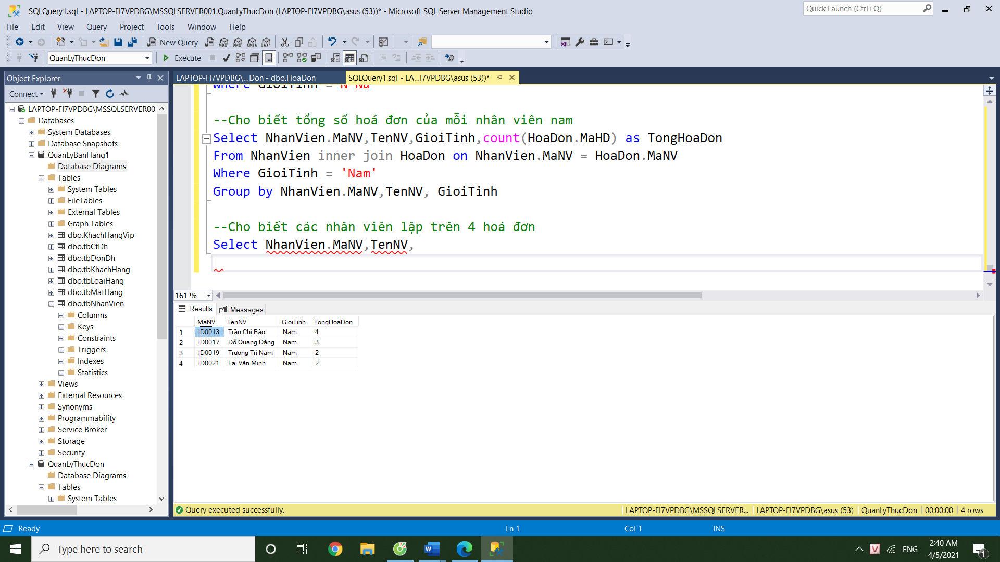 SQLQuery1.sql - LAPTOP-FI7VPDBG\MSSQLSERVER001.QuanLyThucDon (LAPTOP-FI7VPDBG\asus (53))* - Microsoft SQL Server Management Studio
Quick Launch (Ctrl+Q)
File Edit View Query Project Tools Window Help
New Query
MDX DMX XMLA DAX
QuanLyThucDon
Execute
Object Explorer
LAPTOP-FI7VPDBG\...Don - dbo.HoaDon
SQLQuery1.sql - LA...I7VPDBG\asus (53))*
Connect
LAPTOP-FI7VPDBG\MSSQLSERVER00
Databases
System Databases
Database Snapshots
QuanLyBanHang1
Database Diagrams
Tables
System Tables
FileTables
External Tables
Graph Tables
dbo.KhachHangVip
dbo.tbCtDh
dbo.tbDonDh
dbo.tbKhachHang
dbo.tbLoaiHang
dbo.tbMatHang
dbo.tbNhanVien
Columns
Keys
Constraints
Triggers
Indexes
Statistics
Views
External Resources
Synonyms
Programmability
Service Broker
Storage
Security
QuanLyThucDon
Database Diagrams
Tables
System Tables
Where GioiTinh =
--Cho biết tổng số hoá đơn của mỗi nhân viên nam
Select NhanVien.MaNV,TenNV,GioiTinh,count(HoaDon.MaHD) as TongHoaDon
From NhanVien inner join HoaDon on NhanVien.MaNV = HoaDon.MaNV
Where GioiTinh = 'Nam'
Group by NhanVien.MaNV,TenNV, GioiTinh
--Cho biết các nhân viên lập trên 4 hoá đơn
Select NhanVien.MaNV,TenNV,
161 %
Results Messages
MaNV TenNV GioiTinh TongHoaDon
1 ID0013 Trần Chí Bảo Nam 4
2 ID0017 Đỗ Quang Đăng Nam 3
3 ID0019 Trương Trí Nam Nam 2
4 ID0021 Lại Văn Minh Nam 2
Query executed successfully.
LAPTOP-FI7VPDBG\MSSQLSERVER... LAPTOP-FI7VPDBG\asus (53) QuanLyThucDon 00:00:00 4 rows
Ready
Ln 1 Col 1 INS
Type here to search
ENG
2:40 AM
4/5/2021
1